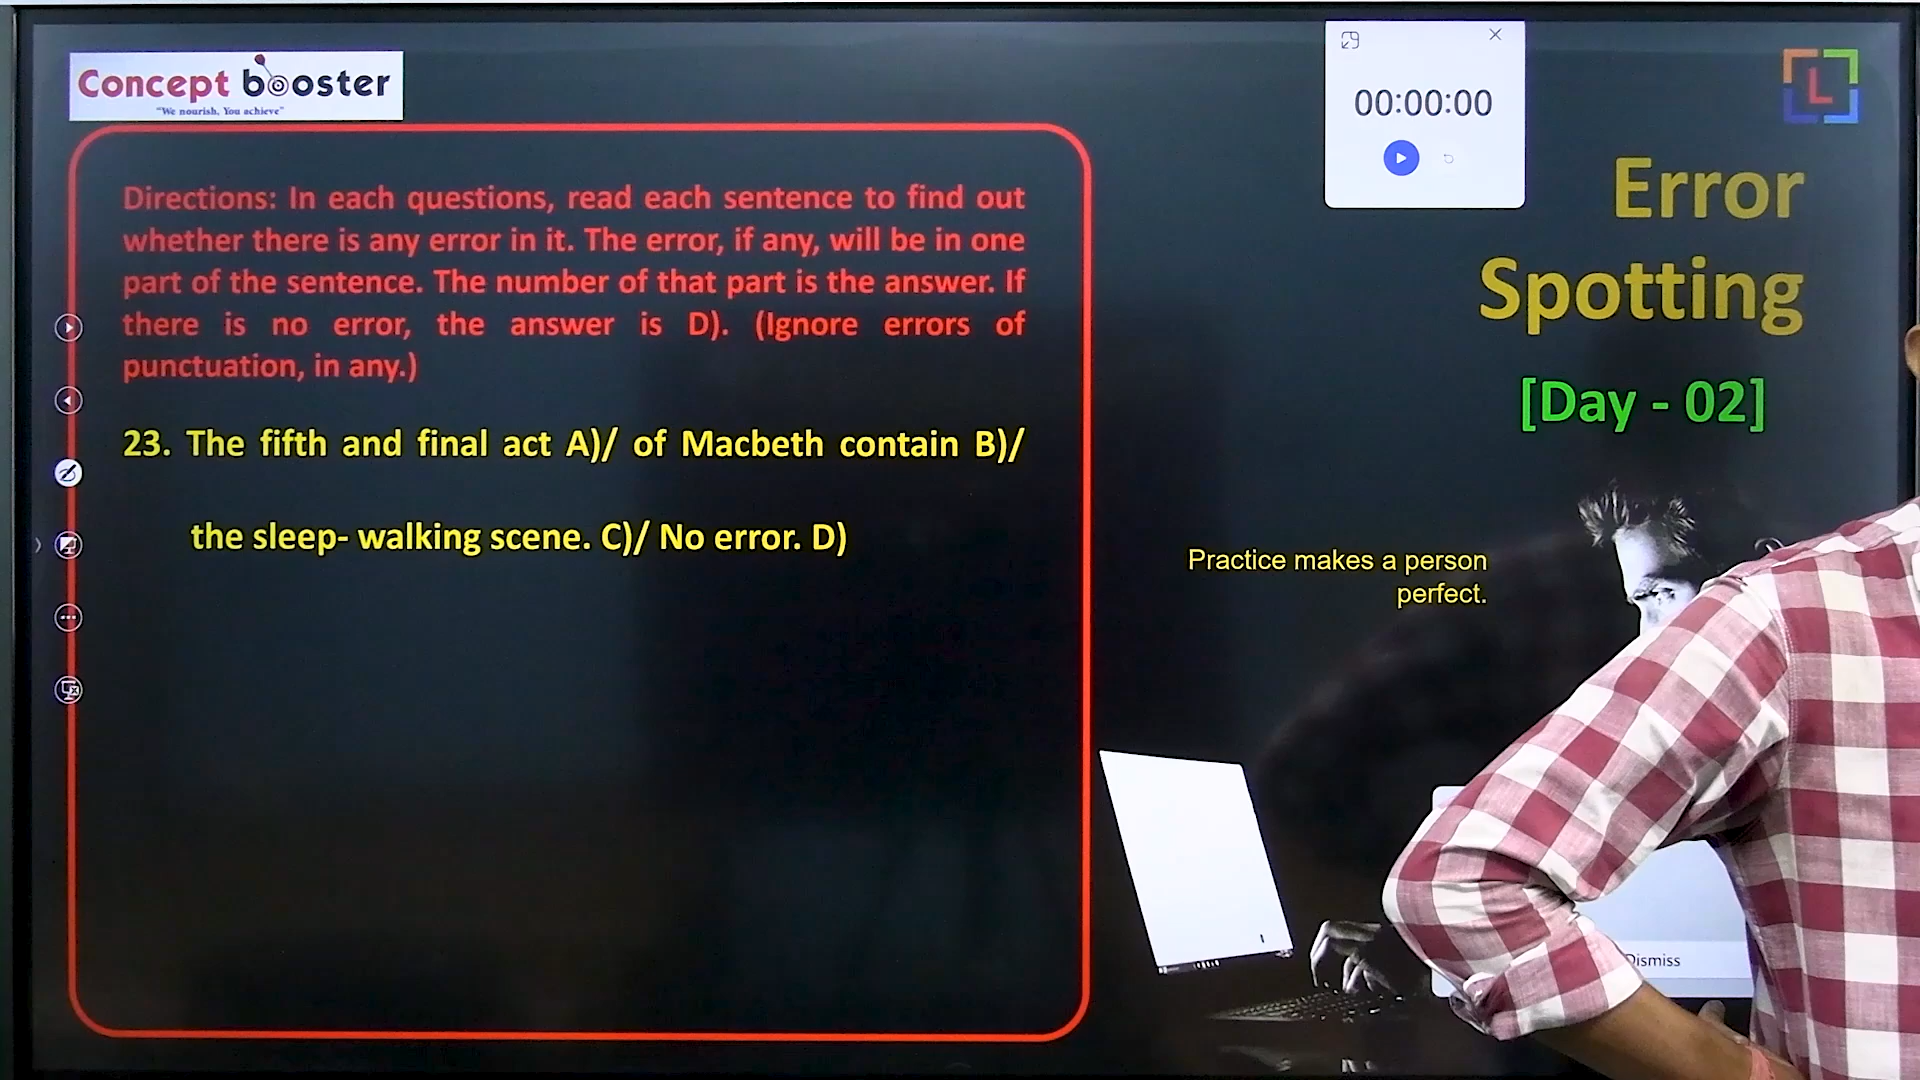 Concept booster
"We nourish, You achieve"
00:00:00
L
Error
Spotting
[Day - 02]
Directions: In each questions, read each sentence to find out
whether there is any error in it. The error, if any, will be in one
part of the sentence. The number of that part is the answer. If
there is no error, the answer is D). (Ignore errors of
punctuation, in any.)
23. The fifth and final act A)/ of Macbeth contain B)/
the sleep- walking scene. C)/ No error. D)
Practice makes a person
perfect.
Dismiss